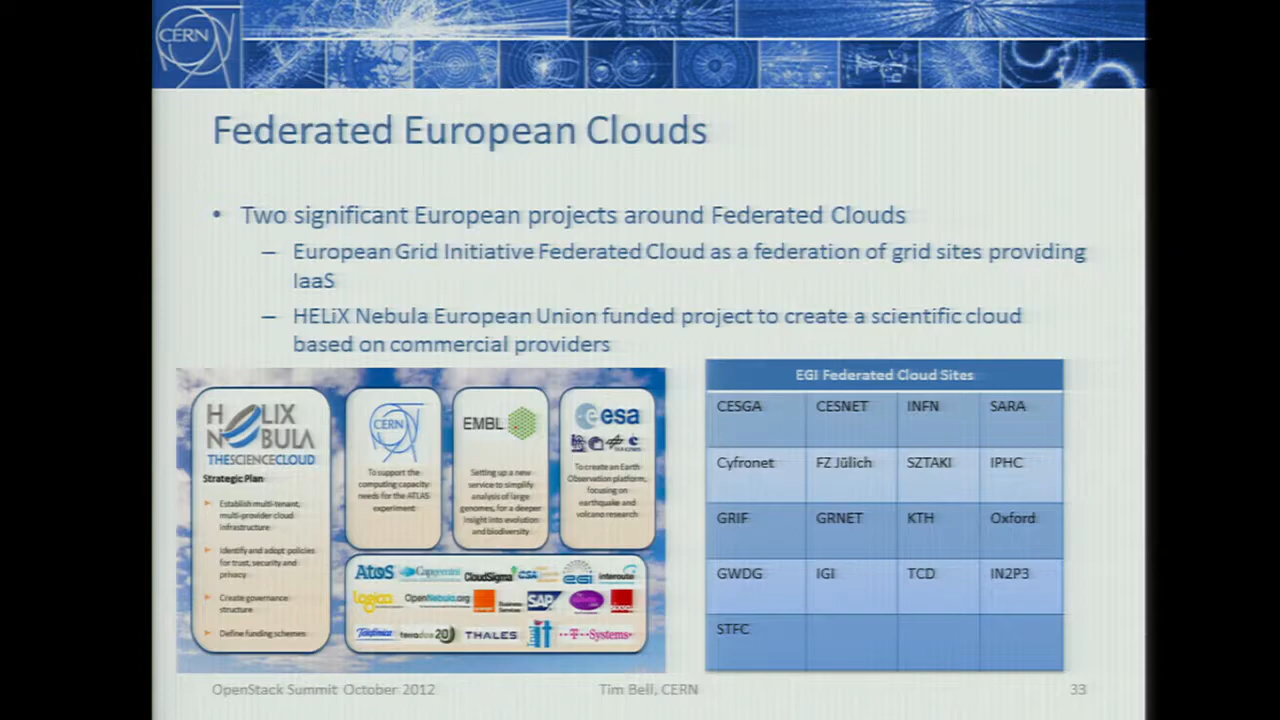 CERN
Federated European Clouds
• Two significant European projects around Federated Clouds
– European Grid Initiative Federated Cloud as a federation of grid sites providing
IaaS
– HELiX Nebula European Union funded project to create a scientific cloud
based on commercial providers
HELIX
NEBULA
THESCIENCECLOUD
Strategic Plan
Establish multi-tenant,
multi-provider cloud
infrastructure
Identify and adopt policies
for trust, security and
privacy
Create governance
structure
Define funding schemes
CERN
To support the
computing capacity
needs for the ATLAS
experiment
EMBL
Setting up a new
service to simplify
analysis of large
genomes, for a deeper
insight into evolution
and biodiversity
esa
To create an Earth
Observation platform,
focusing on
earthquake and
volcano research
Atos Capgemini CloudSigma CSA EGI interoute
logica OpenNebula.org Business Services SAP
Telefónica THALES Trust IT T-Systems
EGI Federated Cloud Sites
CESGA CESNET INFN SARA
Cyfronet FZ Jülich SZTAKI IPHC
GRIF GRNET KTH Oxford
GWDG IGI TCD IN2P3
STFC
OpenStack Summit October 2012 Tim Bell, CERN 33